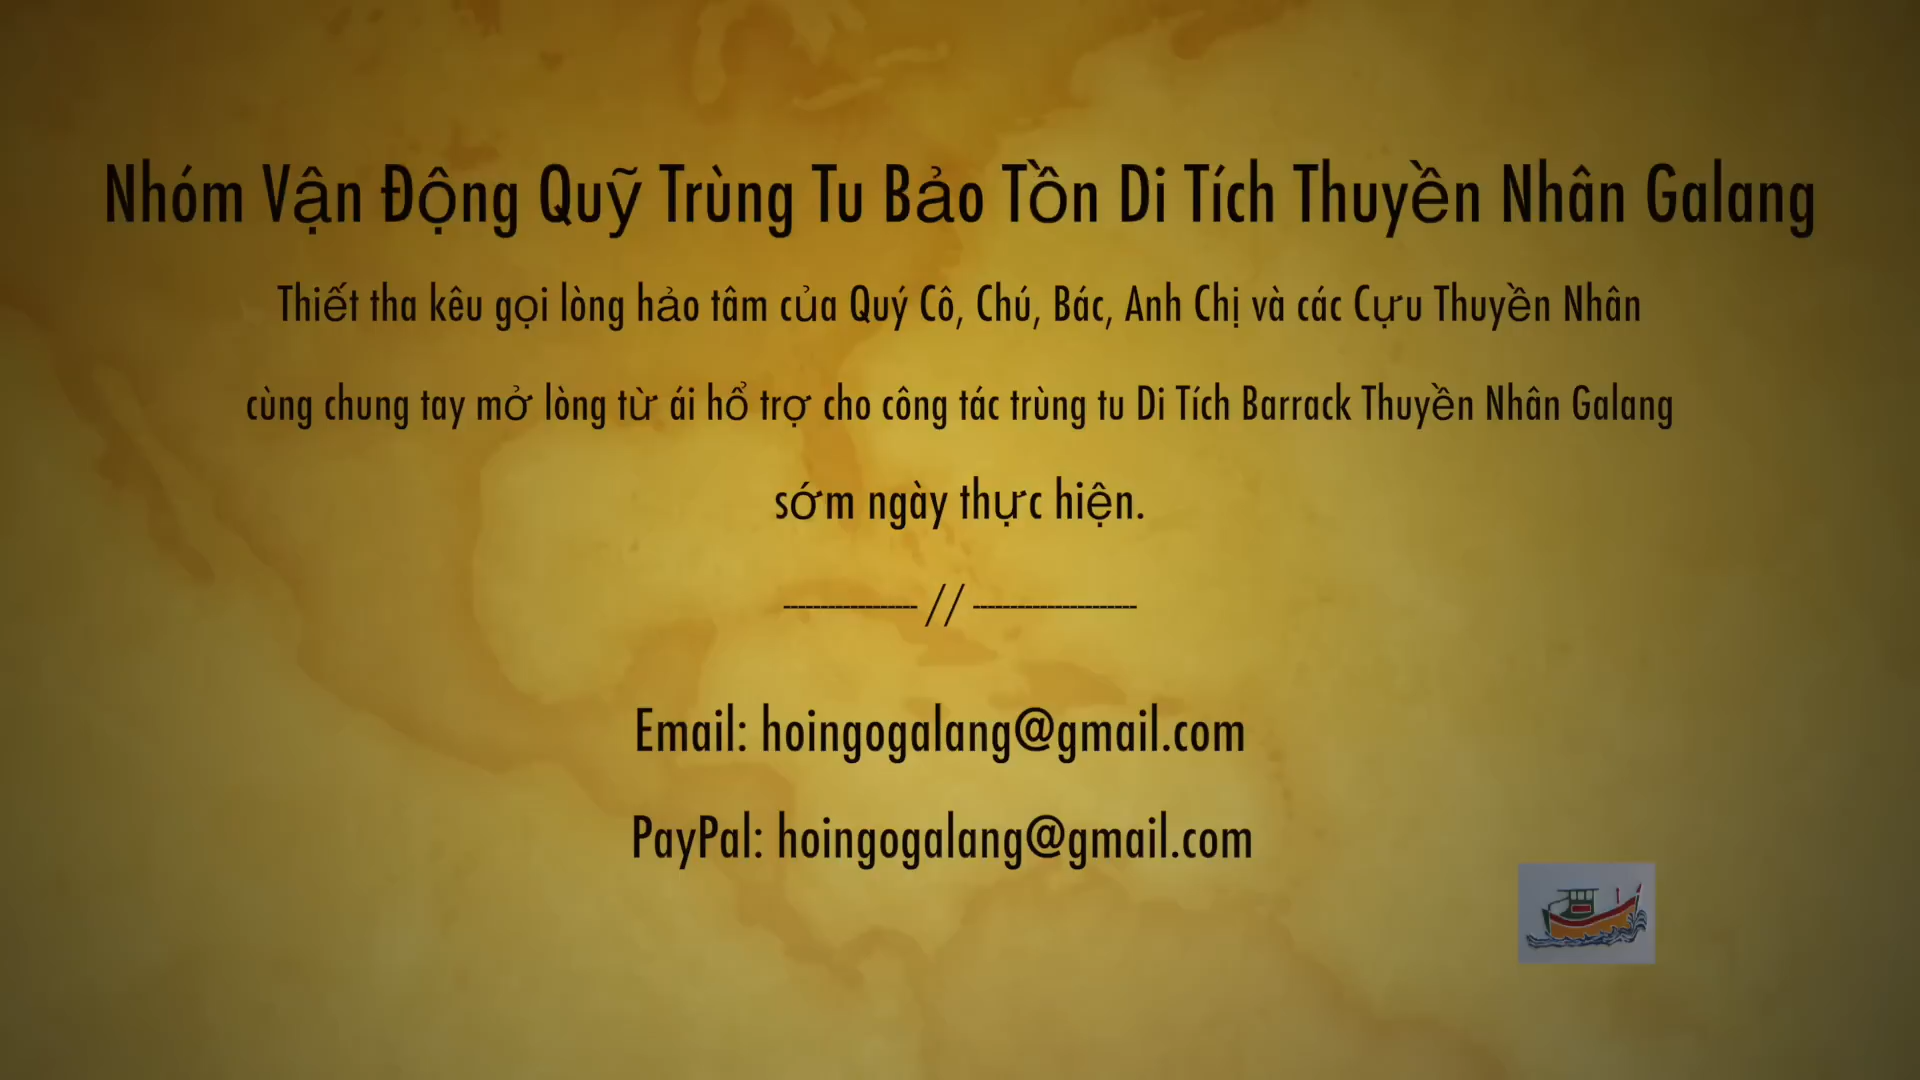 Nhóm Vận Động Quỹ Trùng Tu Bảo Tồn Di Tích Thuyền Nhân Galang
Thiết tha kêu gọi lòng hảo tâm của Quý Cô, Chú, Bác, Anh Chị và các Cựu Thuyền Nhân
cùng chung tay mở lòng từ ái hổ trợ cho công tác trùng tu Di Tích Barrack Thuyền Nhân Galang
sớm ngày thực hiện.
------------------ // ----------------------
Email: hoingogalang@gmail.com
PayPal: hoingogalang@gmail.com